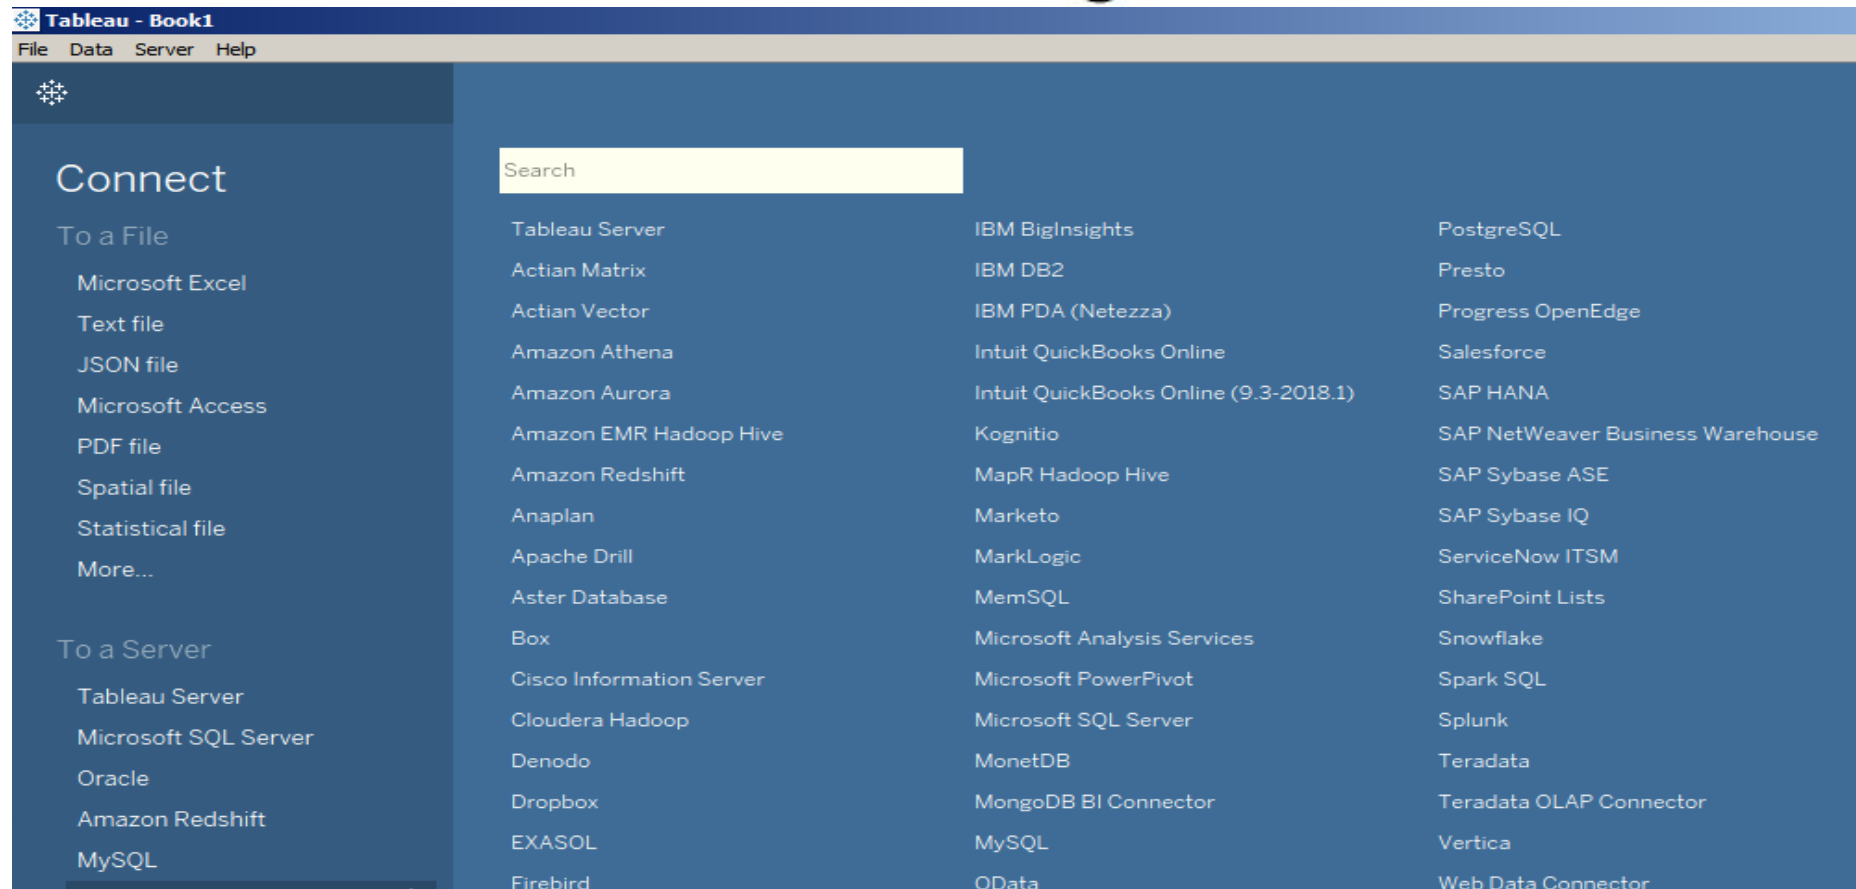 Tableau - Book1
File Data Server Help
Connect
To a File
Microsoft Excel
Text file
JSON file
Microsoft Access
PDF file
Spatial file
Statistical file
More...
To a Server
Tableau Server
Microsoft SQL Server
Oracle
Amazon Redshift
MySQL
Search
Tableau Server
Actian Matrix
Actian Vector
Amazon Athena
Amazon Aurora
Amazon EMR Hadoop Hive
Amazon Redshift
Anaplan
Apache Drill
Aster Database
Box
Cisco Information Server
Cloudera Hadoop
Denodo
Dropbox
EXASOL
Firebird
IBM BigInsights
IBM DB2
IBM PDA (Netezza)
Intuit QuickBooks Online
Intuit QuickBooks Online (9.3-2018.1)
Kognitio
MapR Hadoop Hive
Marketo
MarkLogic
MemSQL
Microsoft Analysis Services
Microsoft PowerPivot
Microsoft SQL Server
MonetDB
MongoDB BI Connector
MySQL
OData
PostgreSQL
Presto
Progress OpenEdge
Salesforce
SAP HANA
SAP NetWeaver Business Warehouse
SAP Sybase ASE
SAP Sybase IQ
ServiceNow ITSM
SharePoint Lists
Snowflake
Spark SQL
Splunk
Teradata
Teradata OLAP Connector
Vertica
Web Data Connector